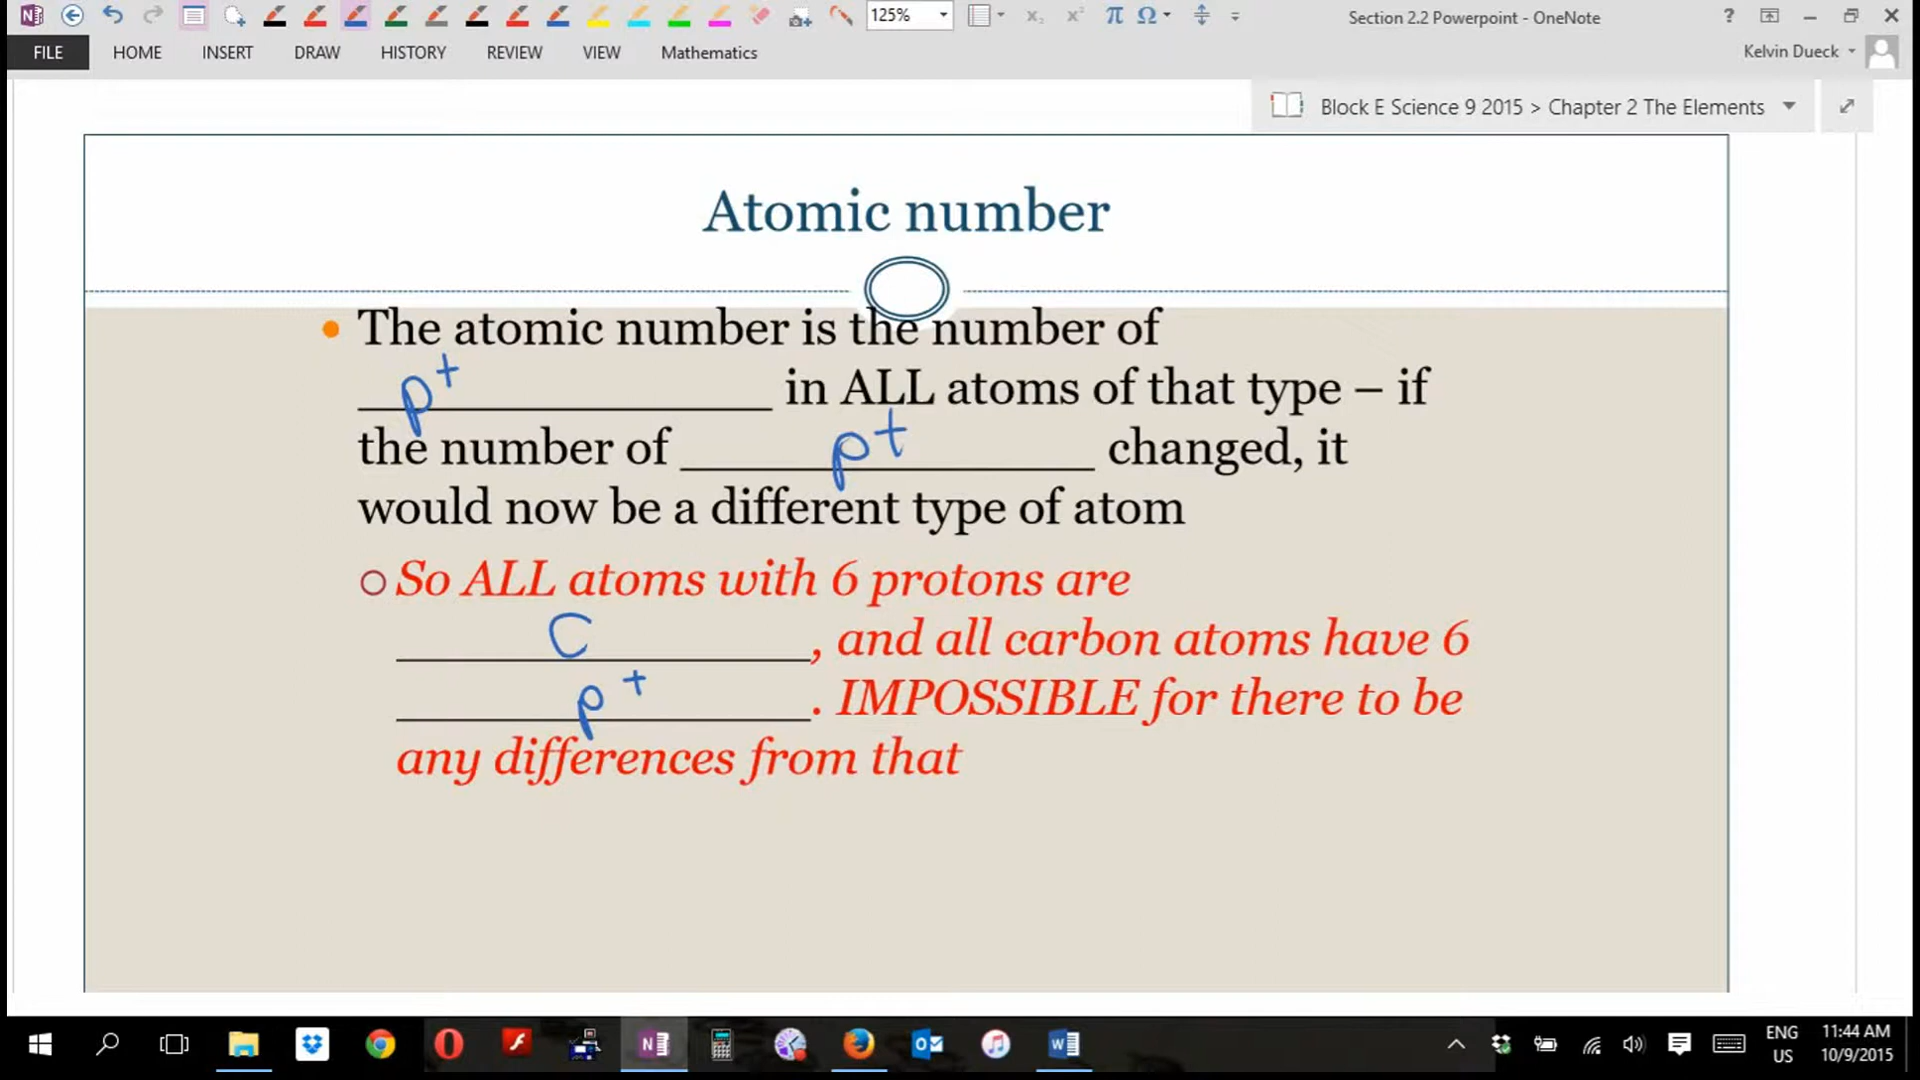 125%
x₂ x² π Ω
Section 2.2 Powerpoint - OneNote
?
FILE HOME INSERT DRAW HISTORY REVIEW VIEW Mathematics
Kelvin Dueck
Block E Science 9 2015 > Chapter 2 The Elements
Atomic number
The atomic number is the number of
p⁺ in ALL atoms of that type – if
the number of p⁺ changed, it
would now be a different type of atom
So ALL atoms with 6 protons are
C, and all carbon atoms have 6
p⁺. IMPOSSIBLE for there to be
any differences from that
ENG 11:44 AM
US 10/9/2015